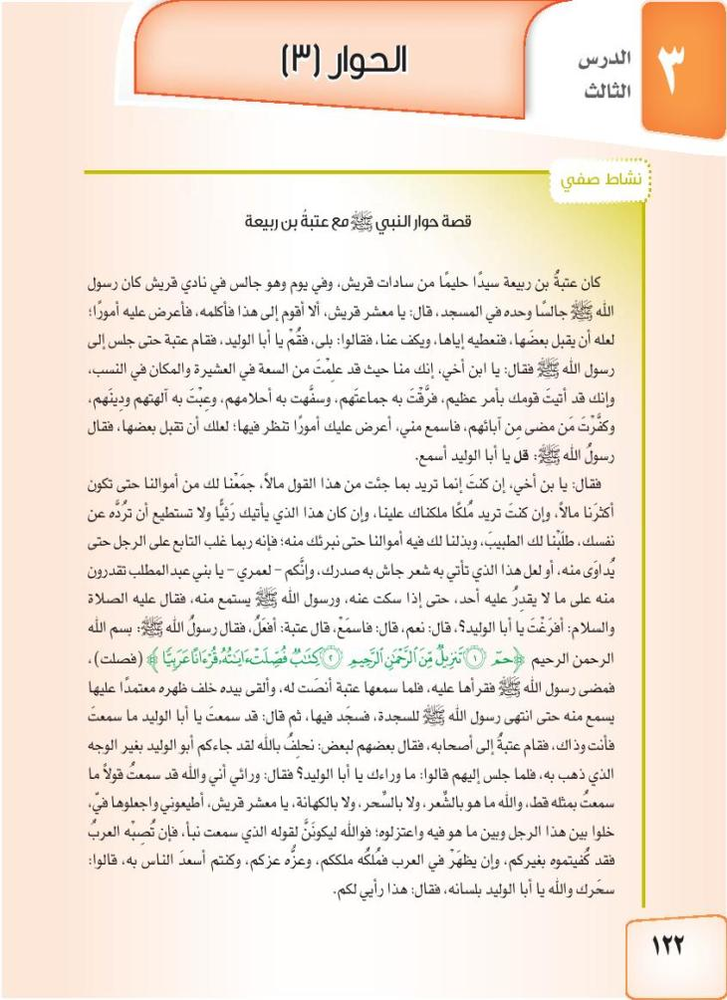 ٣
الدرس
الثالث
الحوار (٣)
نشاط صفي
قصة حوار النبي ﷺ مع عتبةُ بن ربيعة
كان عتبةُ بن ربيعة سيدًا حليمًا من سادات قريش، وفي يوم وهو جالس في نادي قريش كان رسول
الله ﷺ جالسًا وحده في المسجد، قال: يا معشر قريش، ألا أقوم إلى هذا فأكلمه، فأعرض عليه أمورًا؛
لعله أن يقبل بعضَها، فنعطيه إياها، ويكف عنا، فقالوا: بلى، فقُمْ يا أبا الوليد، فقام عتبة حتى جلس إلى
رسول الله ﷺ فقال: يا ابن أخي، إنك منا حيث قد علِمْتَ من السعة في العشيرة والمكان في النسب،
وإنك قد أتيتَ قومك بأمر عظيم، فرَّقْتَ به جماعتَهم، وسفَّهت به أحلامهم، وعِبْتَ به آلهتهم ودِينَهم،
وكفَّرْتَ مَن مضى مِن آبائهم، فاسمع مني، أعرض عليك أمورًا تنظر فيها؛ لعلك أن تقبل بعضها، فقال
رسولُ الله ﷺ: قل يا أبا الوليد أسمع.
فقال: يا بن أخي، إن كنتَ إنما تريد بما جئت من هذا القول مالاً، جمَعْنا لك من أموالنا حتى تكون
أكثرَنا مالاً، وإن كنتَ تريد مُلكًا ملكناك علينا، وإن كان هذا الذي يأتيك رَئيًّا ولا تستطيع أن تُردَّه عن
نفسك، طلَبْنا لك الطبيبَ، وبذلنا لك فيه أموالنا حتى نبرئك منه؛ فإنه ربما غلب التابع على الرجل حتى
يُداوَى منه، أو لعل هذا الذي تأتي به شعر جاش به صدرك، وإنَّكم – لعمري – يا بني عبدالمطلب تقدرون
منه على ما لا يقدِرُ عليه أحد، حتى إذا سكت عنه، ورسول الله ﷺ يستمع منه، فقال عليه الصلاة
والسلام: أفرَغْتَ يا أبا الوليد؟، قال: نعم، قال: فاسمَعْ، قال عتبة: أفعلُ، فقال رسولُ الله ﷺ: بسم الله
الرحمن الرحيم ﴿حمٓ ۝١ تَنزِيلٌ مِّنَ ٱلرَّحْمَٰنِ ٱلرَّحِيمِ ۝٢ كِتَٰبٌ فُصِّلَتْ ءَايَٰتُهُۥ قُرْءَانًا عَرَبِيًّا﴾ (فصلت)،
فمضى رسول الله ﷺ فقرأها عليه، فلما سمعها عتبة أنصت له، وألقى بيده خلف ظهره معتمدًا عليها
يسمع منه حتى انتهى رسول الله ﷺ للسجدة، فسجَد فيها، ثم قال: قد سمعتَ يا أبا الوليد ما سمعتَ
فأنت وذاك، فقام عتبةُ إلى أصحابه، فقال بعضهم لبعض: نحلِفُ بالله لقد جاءكم أبو الوليد بغير الوجه
الذي ذهب به، فلما جلس إليهم قالوا: ما وراءك يا أبا الوليد؟ فقال: ورائي أني والله قد سمعتُ قولاً ما
سمعتُ بمثله قط، والله ما هو بالشِّعر، ولا بالسِّحر، ولا بالكهانة، يا معشر قريش، أطيعوني واجعلوها فيَّ،
خلوا بين هذا الرجل وبين ما هو فيه واعتزلوه؛ فوالله ليكونَنَّ لقوله الذي سمعت نبأ، فإن تُصِبْه العربُ
فقد كُفيتموه بغيركم، وإن يظهَرْ في العرب فمُلكُه ملككم، وعزُّه عزكم، وكنتم أسعدَ الناس به، قالوا:
سحَرك والله يا أبا الوليد بلسانه، فقال: هذا رأيي لكم.
١٢٢